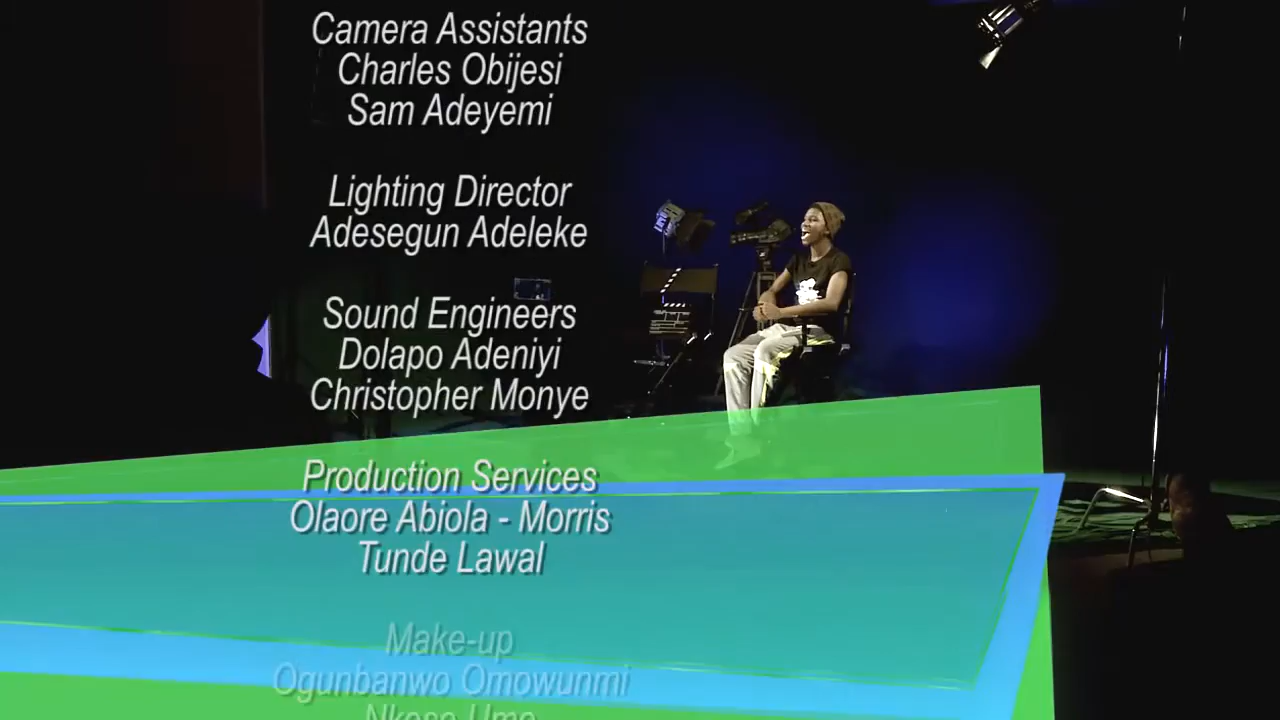 Camera Assistants
Charles Obijesi
Sam Adeyemi
Lighting Director
Adesegun Adeleke
Sound Engineers
Dolapo Adeniyi
Christopher Monye
Production Services
Olaore Abiola - Morris
Tunde Lawal
Make-up
Ogunbanwo Omowunmi